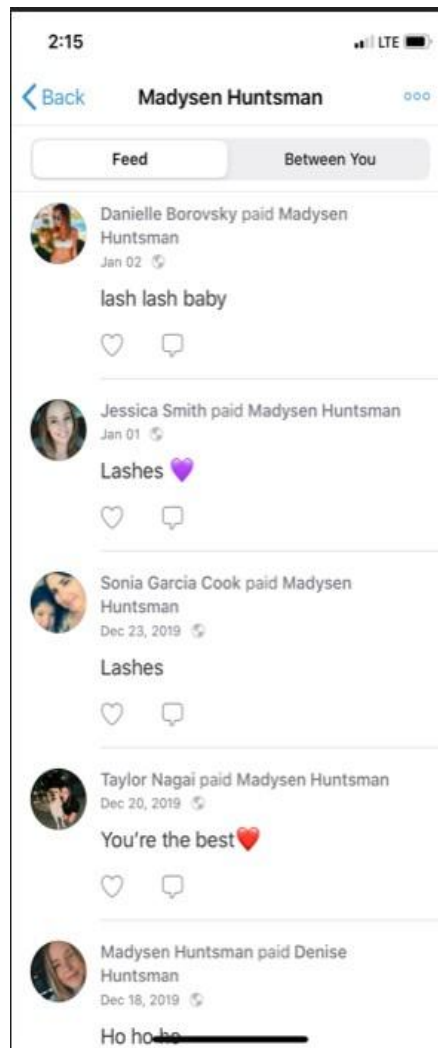 2:15
LTE
Back
Madysen Huntsman
Feed
Between You
Danielle Borovsky paid Madysen
Huntsman
Jan 02
lash lash baby
Jessica Smith paid Madysen Huntsman
Jan 01
Lashes 💜
Sonia Garcia Cook paid Madysen
Huntsman
Dec 23, 2019
Lashes
Taylor Nagai paid Madysen Huntsman
Dec 20, 2019
You're the best❤️
Madysen Huntsman paid Denise
Huntsman
Dec 18, 2019
Ho ho ho